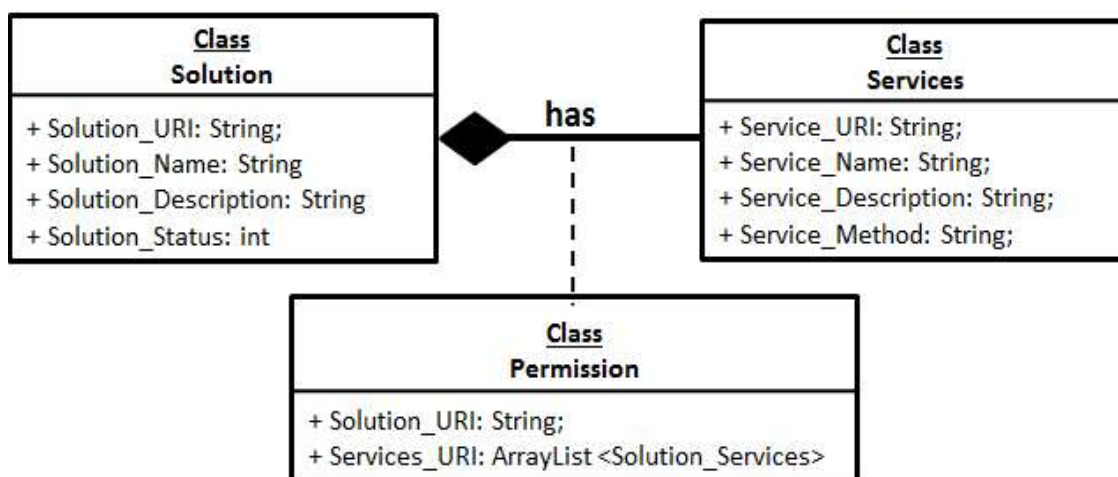 Class
Solution
+ Solution_URI: String;
+ Solution_Name: String
+ Solution_Description: String
+ Solution_Status: int
has
Class
Services
+ Service_URI: String;
+ Service_Name: String;
+ Service_Description: String;
+ Service_Method: String;
Class
Permission
+ Solution_URI: String;
+ Services_URI: ArrayList <Solution_Services>